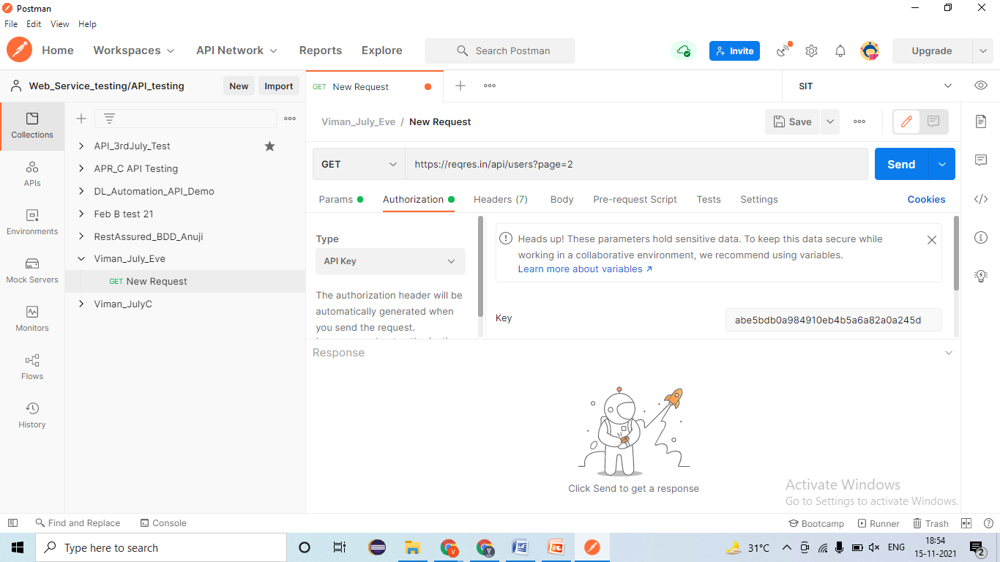 Postman
File Edit View Help
Home Workspaces API Network Reports Explore Search Postman Invite Upgrade
Web_Service_testing/API_testing New Import
GET New Request
SIT
Collections
APIs
Environments
Mock Servers
Monitors
Flows
History
API_3rdJuly_Test
APR_C API Testing
DL_Automation_API_Demo
Feb B test 21
RestAssured_BDD_Anuji
Viman_July_Eve
GET New Request
Viman_JulyC
Viman_July_Eve / New Request Save
GET https://reqres.in/api/users?page=2 Send
Params Authorization Headers (7) Body Pre-request Script Tests Settings Cookies
Type
API Key
The authorization header will be
automatically generated when
you send the request.
Heads up! These parameters hold sensitive data. To keep this data secure while
working in a collaborative environment, we recommend using variables.
Learn more about variables ↗
Key abe5bdb0a984910eb4b5a6a82a0a245d
Response
Click Send to get a response
Activate Windows
Go to Settings to activate Windows.
Find and Replace Console Bootcamp Runner Trash
Type here to search
31°C ENG
18:54
15-11-2021
2